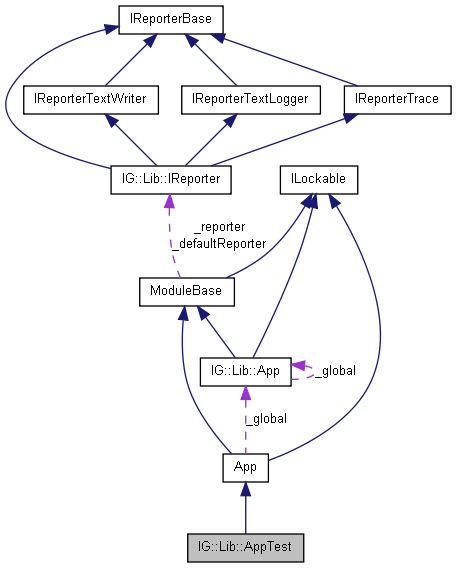 IReporterBase
IReporterTextWriter
IReporterTextLogger
IReporterTrace
IG::Lib::IReporter
ILockable
_reporter
_defaultReporter
ModuleBase
IG::Lib::App
_global
_global
App
IG::Lib::AppTest